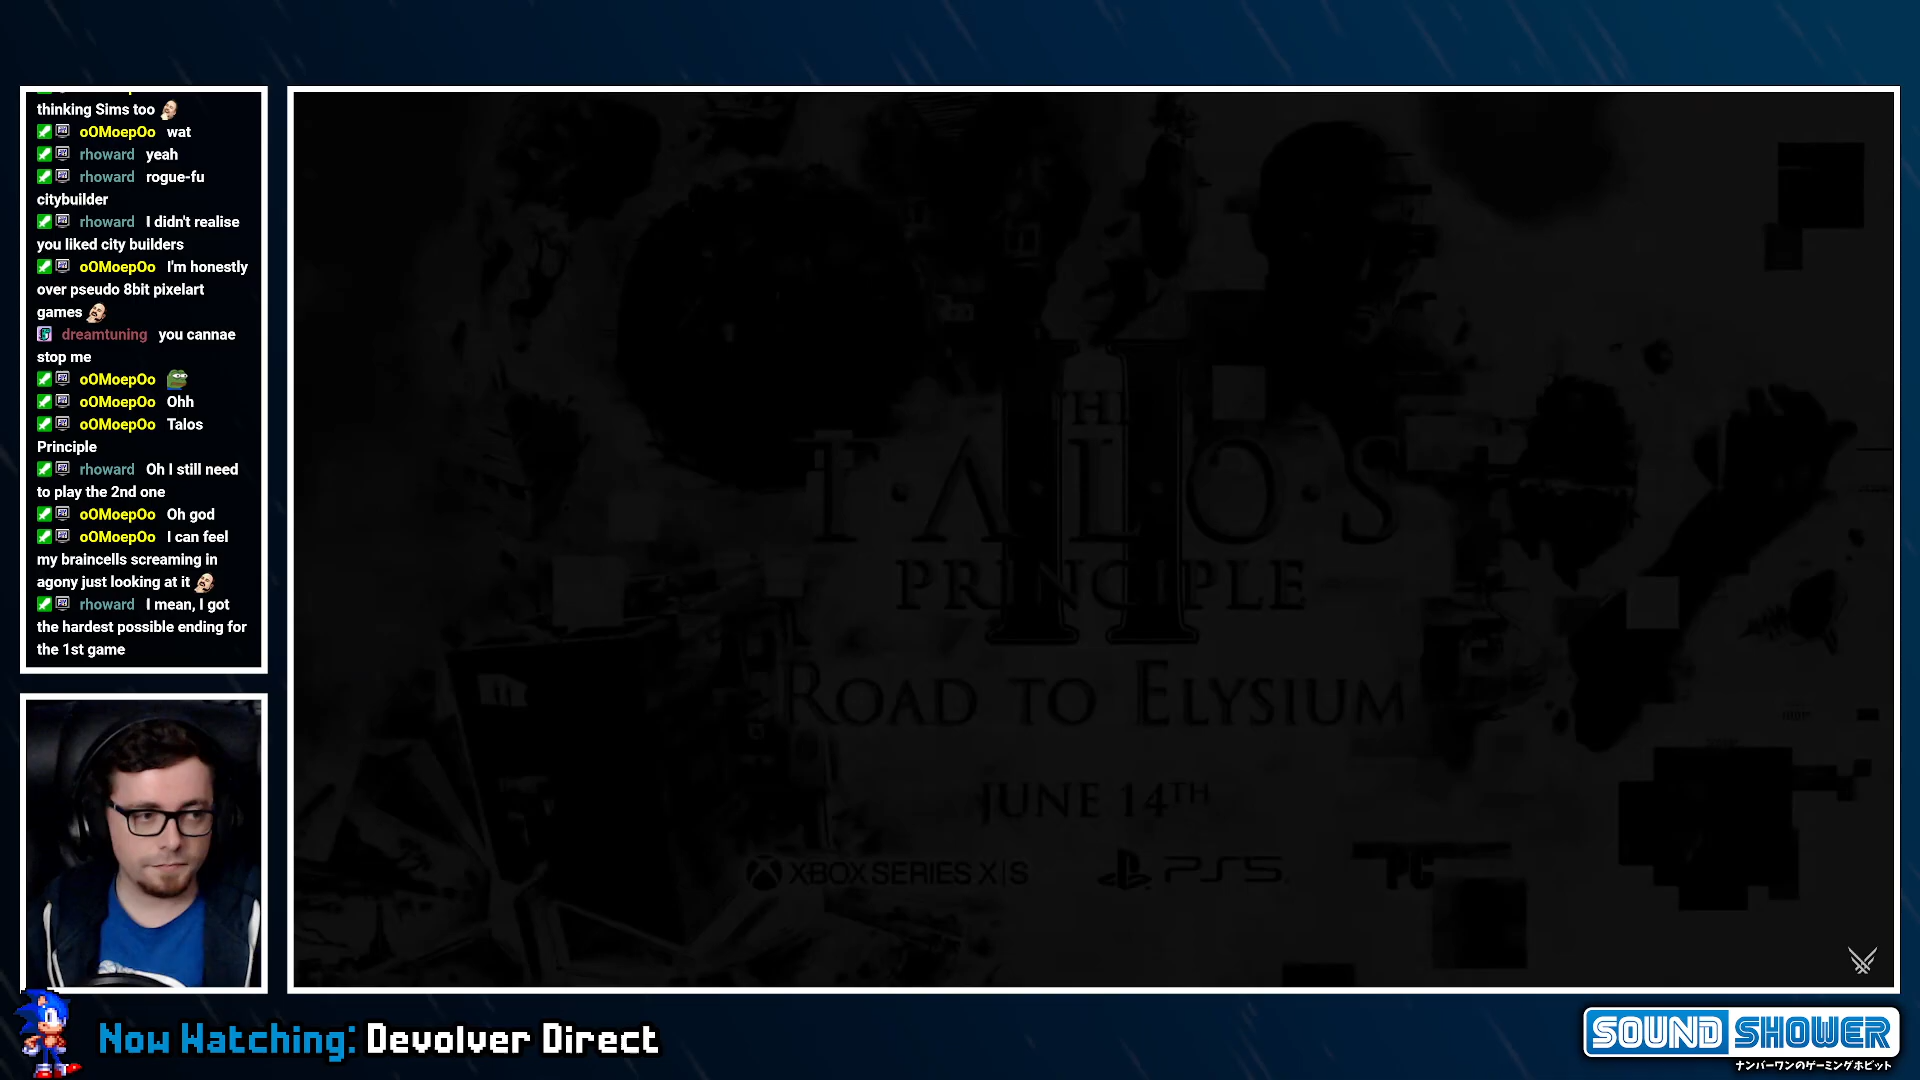 thinking Sims too
oOMoepOo wat
rhoward yeah
rhoward rogue-fu
citybuilder
rhoward I didn't realise
you liked city builders
oOMoepOo I'm honestly
over pseudo 8bit pixelart
games
dreamtuning you cannae
stop me
oOMoepOo
oOMoepOo Ohh
oOMoepOo Talos
Principle
rhoward Oh I still need
to play the 2nd one
oOMoepOo Oh god
oOMoepOo I can feel
my braincells screaming in
agony just looking at it
rhoward I mean, I got
the hardest possible ending for
the 1st game
THE
T·A·L·O·S
PRINCIPLE
II
ROAD TO ELYSIUM
JUNE 14TH
XBOX SERIES X|S PS5 PC
Now Watching: Devolver Direct
SOUND SHOWER
ナンバーワンのゲーミングホビット